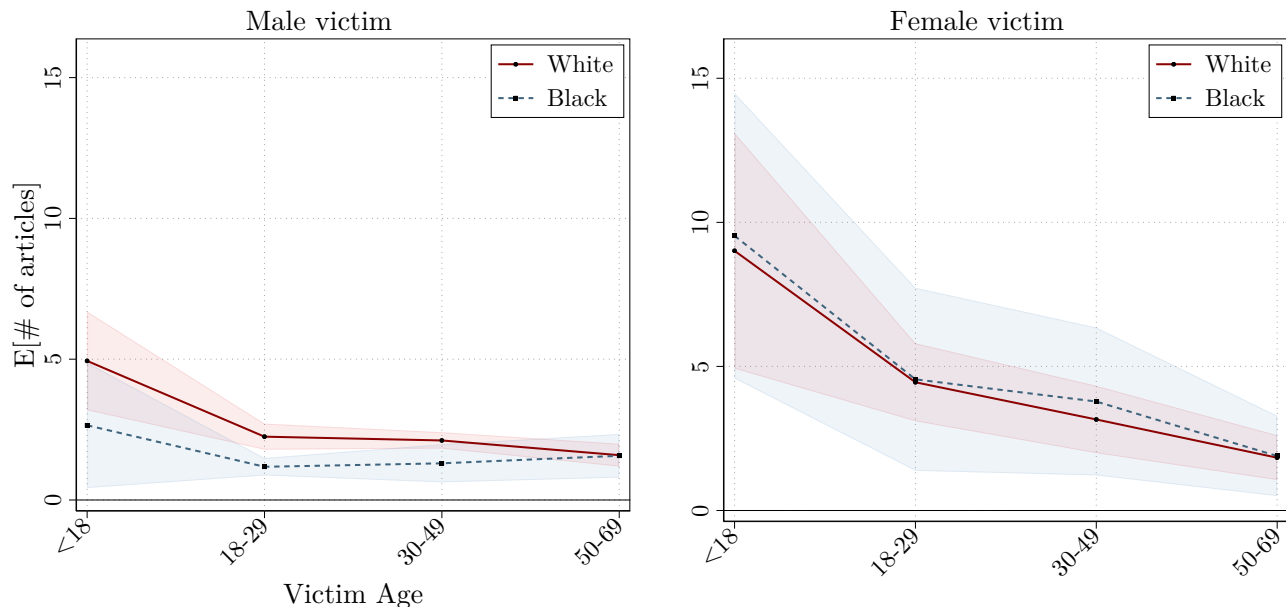 Male victim
E[# of articles]
15
10
5
0
White
Black
<18
18-29
30-49
50-69
Victim Age
Female victim
15
10
5
0
White
Black
<18
18-29
30-49
50-69